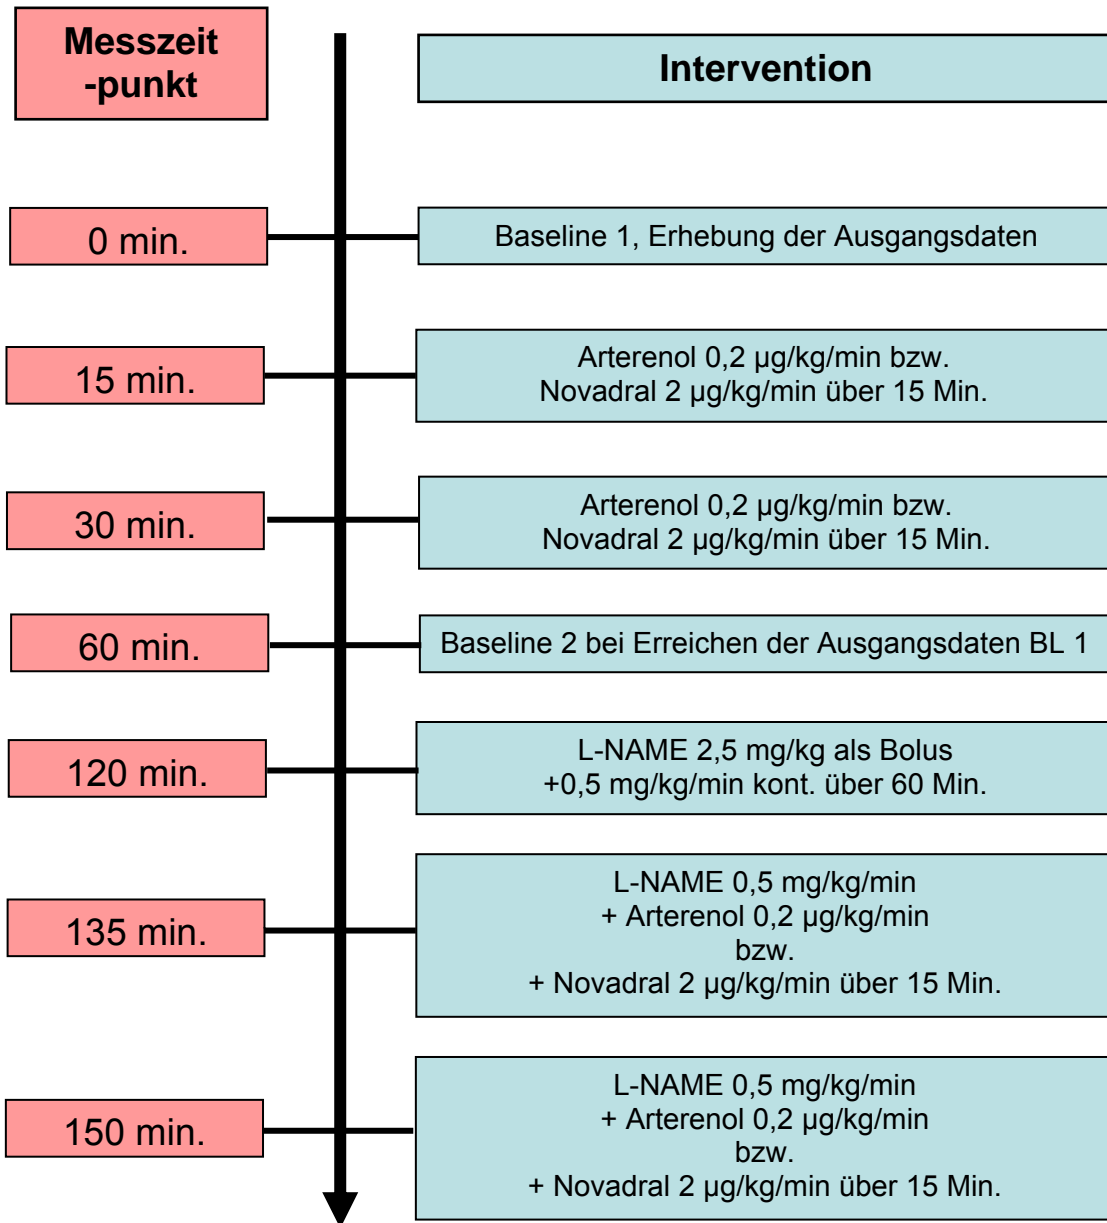 Messzeit
-punkt
Intervention
0 min.
Baseline 1, Erhebung der Ausgangsdaten
15 min.
Arterenol 0,2 µg/kg/min bzw.
Novadral 2 µg/kg/min über 15 Min.
30 min.
Arterenol 0,2 µg/kg/min bzw.
Novadral 2 µg/kg/min über 15 Min.
60 min.
Baseline 2 bei Erreichen der Ausgangsdaten BL 1
120 min.
L-NAME 2,5 mg/kg als Bolus
+0,5 mg/kg/min kont. über 60 Min.
135 min.
L-NAME 0,5 mg/kg/min
+ Arterenol 0,2 µg/kg/min
bzw.
+ Novadral 2 µg/kg/min über 15 Min.
150 min.
L-NAME 0,5 mg/kg/min
+ Arterenol 0,2 µg/kg/min
bzw.
+ Novadral 2 µg/kg/min über 15 Min.